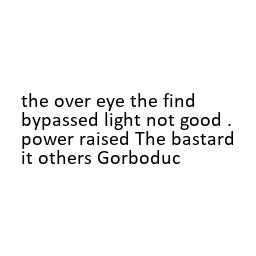 the over eye the find
bypassed light not good .
power raised The bastard
it others Gorboduc